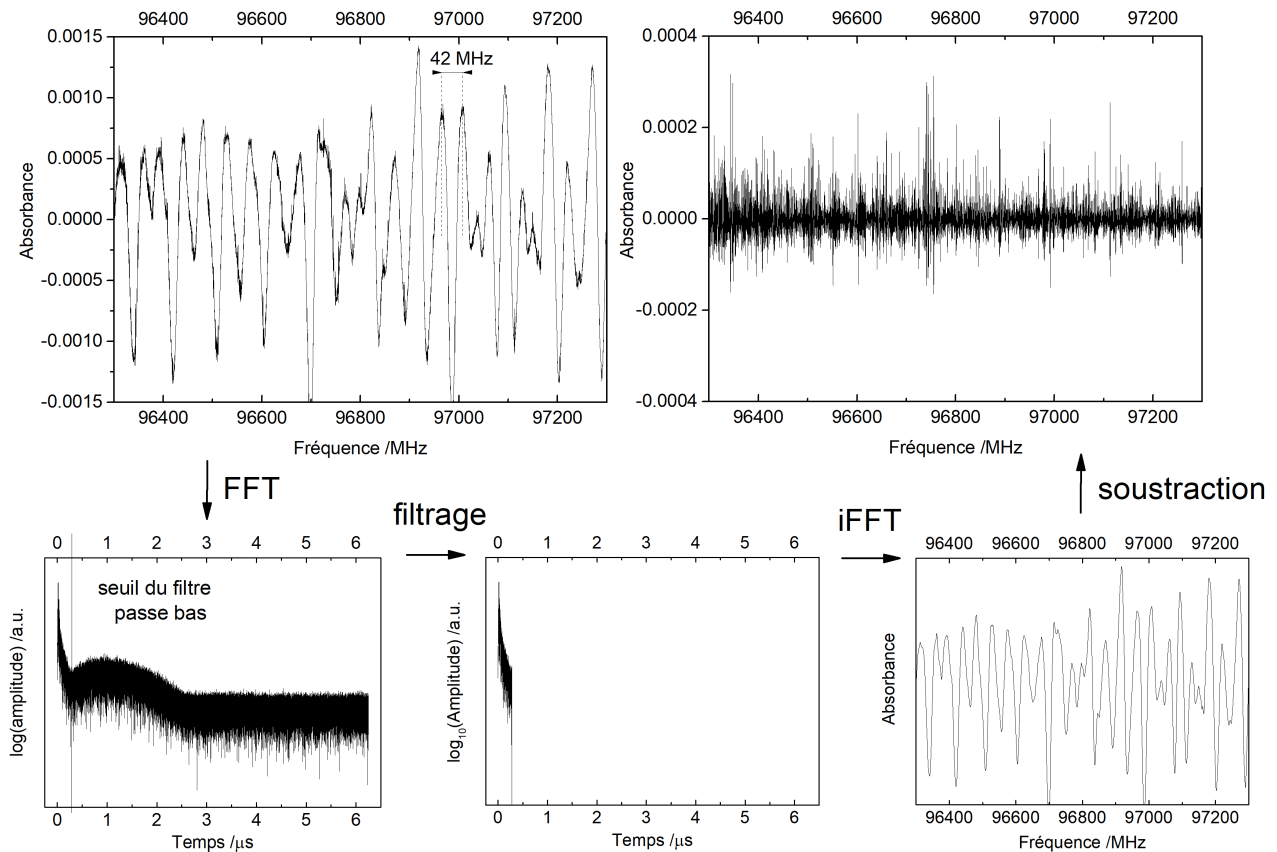 96400 96600 96800 97000 97200
0.0015
0.0010
0.0005
0.0000
-0.0005
-0.0010
-0.0015
Absorbance
42 MHz
96400 96600 96800 97000 97200
Fréquence /MHz
96400 96600 96800 97000 97200
0.0004
0.0002
0.0000
-0.0002
-0.0004
Absorbance
96400 96600 96800 97000 97200
Fréquence /MHz
FFT
filtrage
iFFT
soustraction
0 1 2 3 4 5 6
seuil du filtre
passe bas
log(amplitude) /a.u.
0 1 2 3 4 5 6
Temps /µs
0 1 2 3 4 5 6
log10(Amplitude) /a.u.
0 1 2 3 4 5 6
Temps /µs
96400 96600 96800 97000 97200
Absorbance
96400 96600 96800 97000 97200
Fréquence /MHz